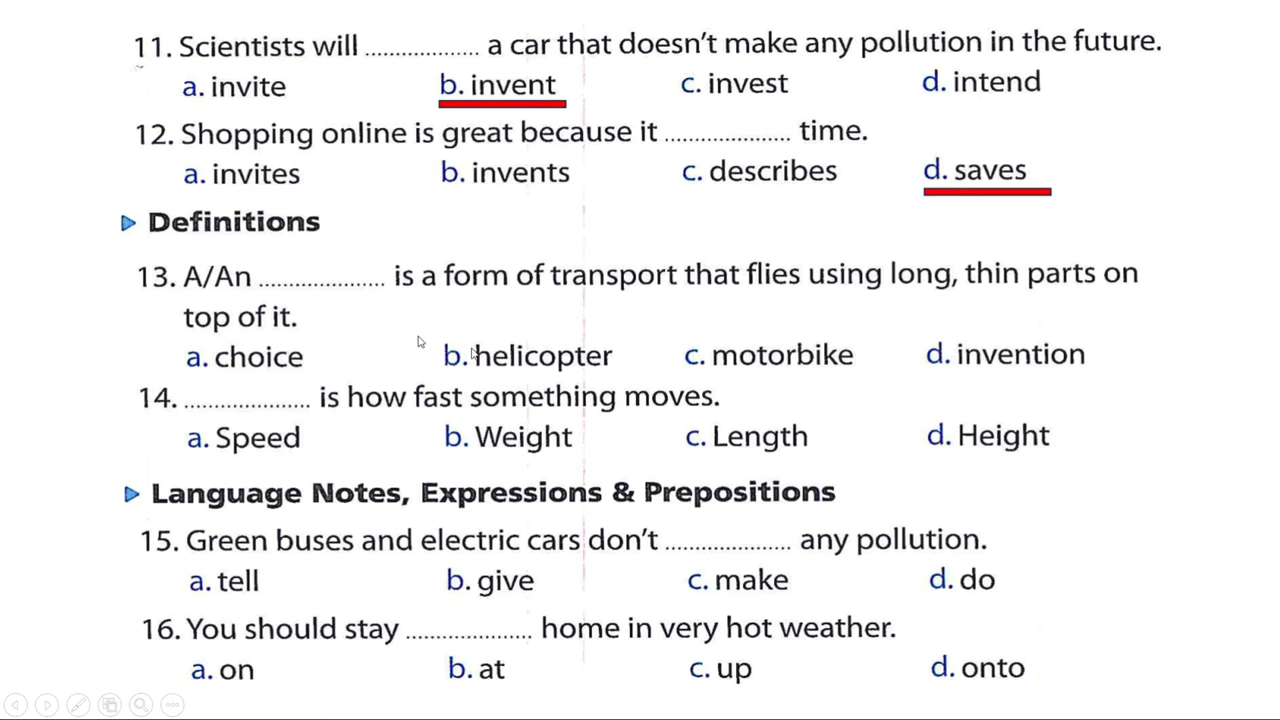 11. Scientists will ................... a car that doesn't make any pollution in the future.
a. invite b. invent c. invest d. intend
12. Shopping online is great because it ..................... time.
a. invites b. invents c. describes d. saves
Definitions
13. A/An ..................... is a form of transport that flies using long, thin parts on
top of it.
a. choice b. helicopter c. motorbike d. invention
14. ..................... is how fast something moves.
a. Speed b. Weight c. Length d. Height
Language Notes, Expressions & Prepositions
15. Green buses and electric cars don't ..................... any pollution.
a. tell b. give c. make d. do
16. You should stay ..................... home in very hot weather.
a. on b. at c. up d. onto